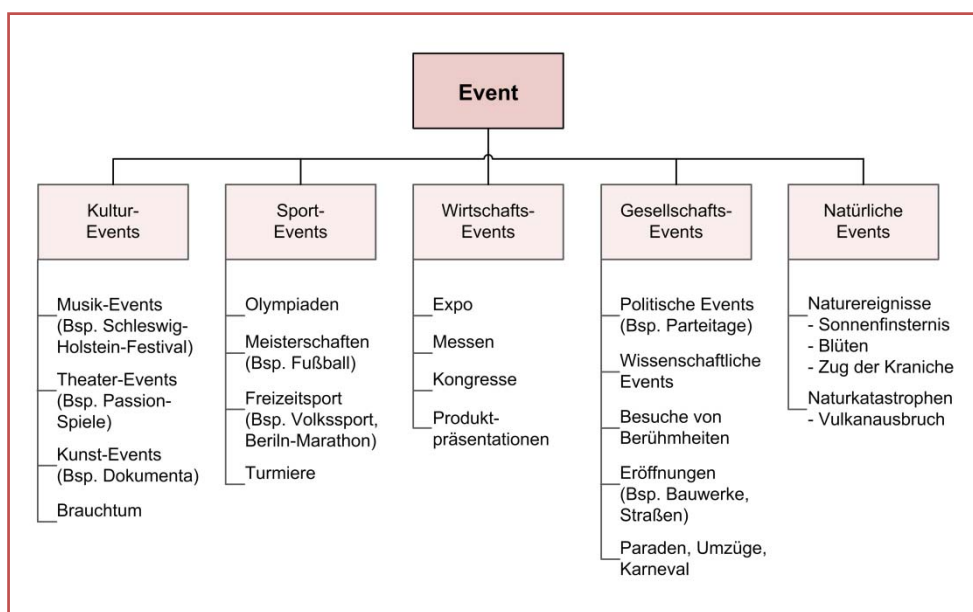 Event
Kultur-
Events
Musik-Events
(Bsp. Schleswig-
Holstein-Festival)
Theater-Events
(Bsp. Passion-
Spiele)
Kunst-Events
(Bsp. Dokumenta)
Brauchtum
Sport-
Events
Olympiaden
Meisterschaften
(Bsp. Fußball)
Freizeitsport
(Bsp. Volkssport,
Beriln-Marathon)
Turmiere
Wirtschafts-
Events
Expo
Messen
Kongresse
Produkt-
präsentationen
Gesellschafts-
Events
Politische Events
(Bsp. Parteitage)
Wissenschaftliche
Events
Besuche von
Berühmheiten
Eröffnungen
(Bsp. Bauwerke,
Straßen)
Paraden, Umzüge,
Karneval
Natürliche
Events
Naturereignisse
- Sonnenfinsternis
- Blüten
- Zug der Kraniche
Naturkatastrophen
- Vulkanausbruch